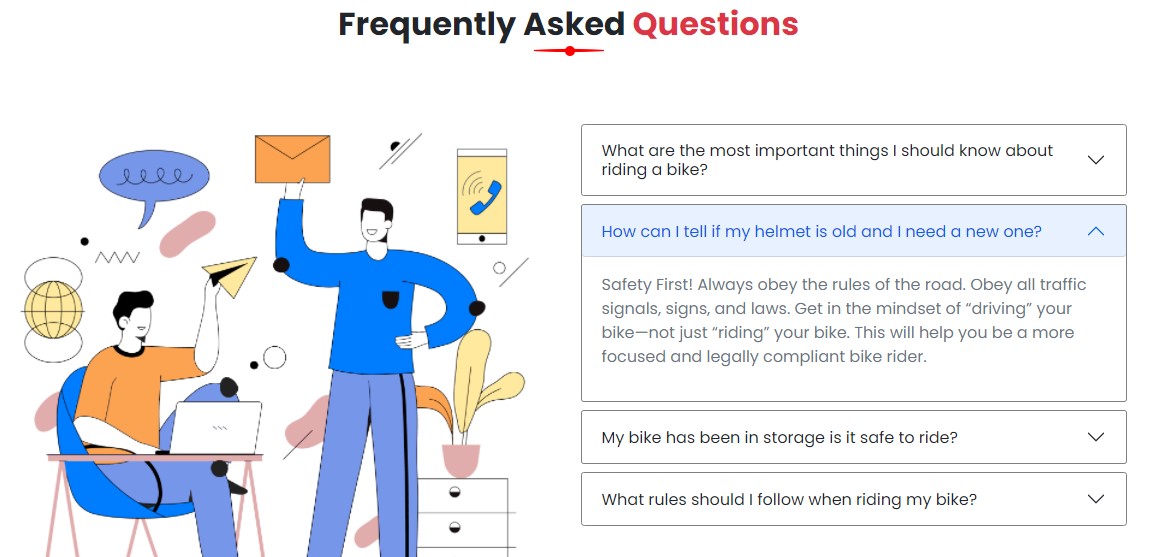 Frequently Asked Questions
What are the most important things I should know about
riding a bike?
How can I tell if my helmet is old and I need a new one?
Safety First! Always obey the rules of the road. Obey all traffic
signals, signs, and laws. Get in the mindset of “driving” your
bike—not just “riding” your bike. This will help you be a more
focused and legally compliant bike rider.
My bike has been in storage is it safe to ride?
What rules should I follow when riding my bike?